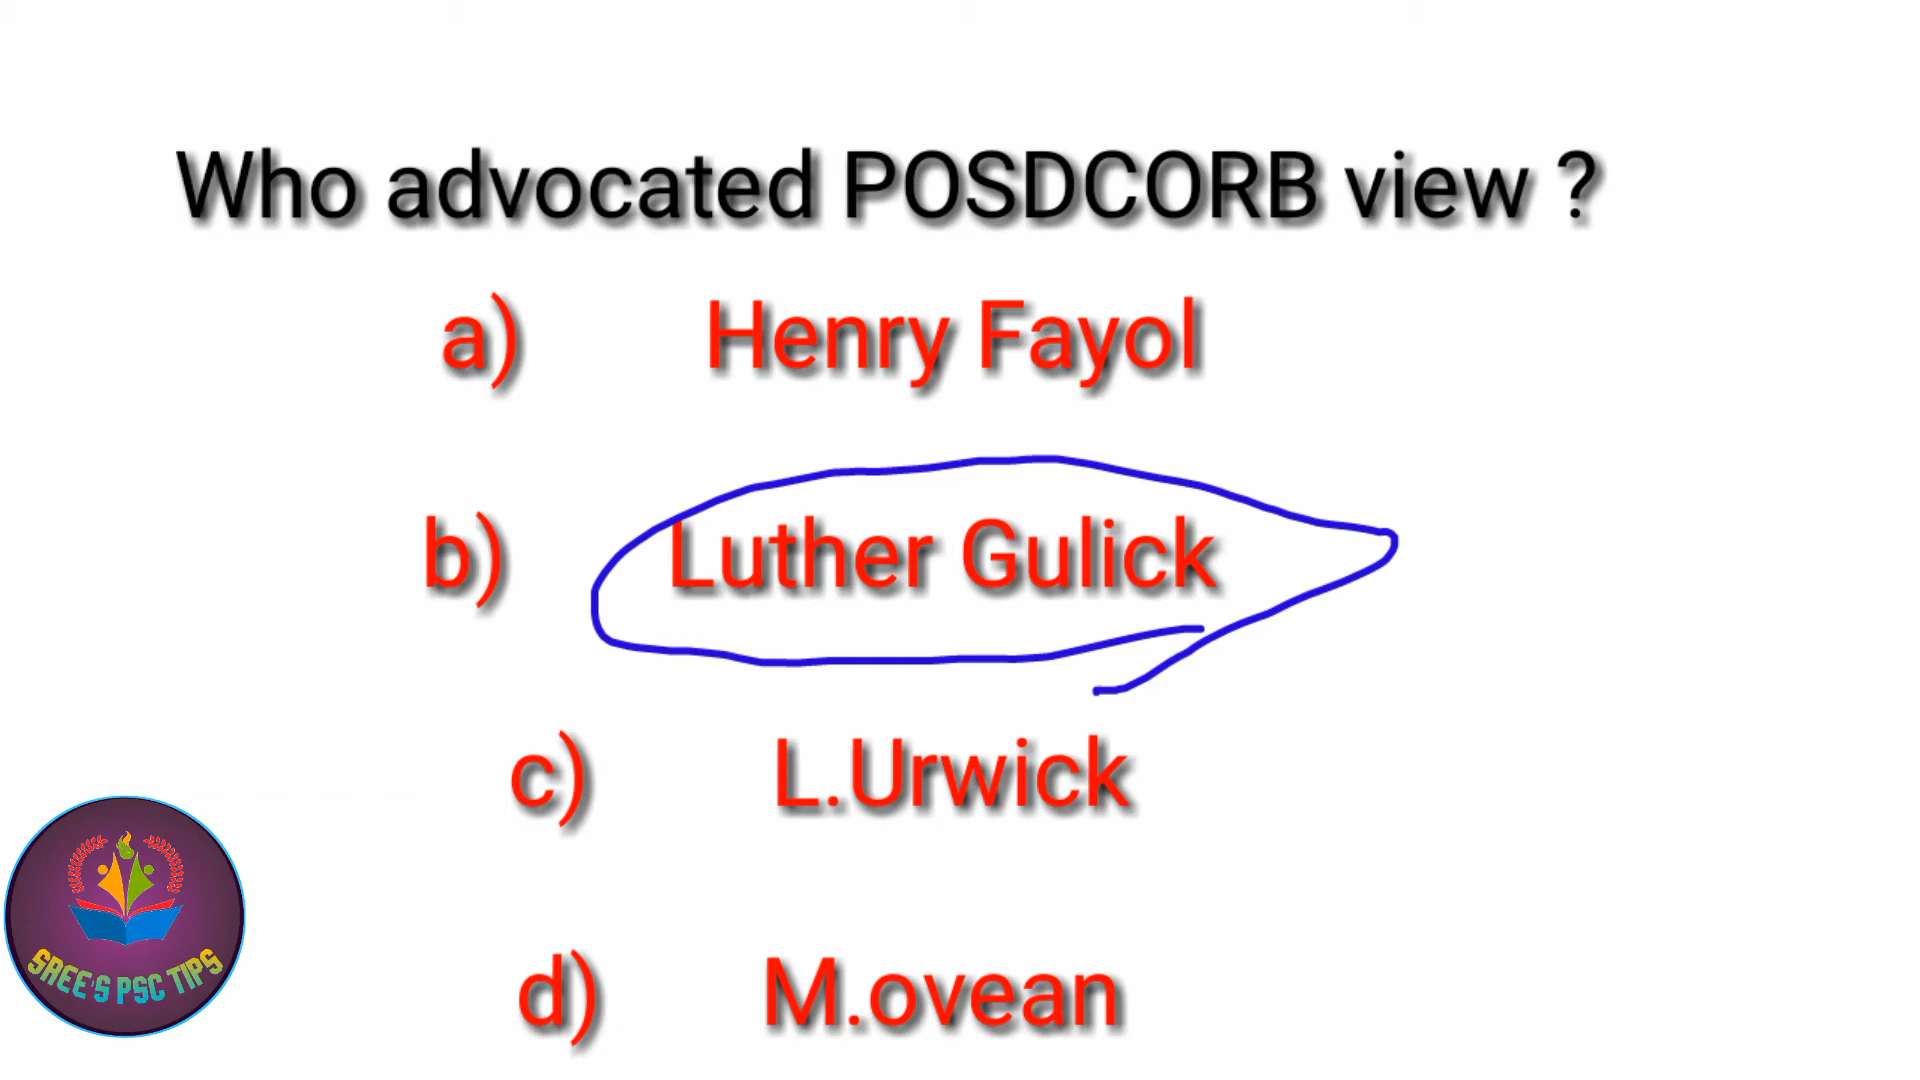 Who advocated POSDCORB view ?
a) Henry Fayol
b) Luther Gulick
c) L.Urwick
d) M.ovean
SREE'S PSC TIPS